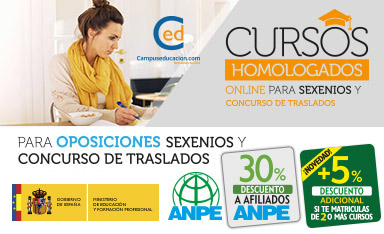 Ced
Campuseducacion.com
CURSOS
HOMOLOGADOS
ONLINE PARA SEXENIOS Y
CONCURSO DE TRASLADOS
PARA OPOSICIONES SEXENIOS Y
CONCURSO DE TRASLADOS
GOBIERNO
DE ESPAÑA
MINISTERIO
DE EDUCACIÓN
Y FORMACIÓN PROFESIONAL
ANPE
30%
DESCUENTO
A AFILIADOS
ANPE
¡NOVEDAD!
+5%
DESCUENTO
ADICIONAL
SI TE MATRICULAS
DE 2 O MÁS CURSOS